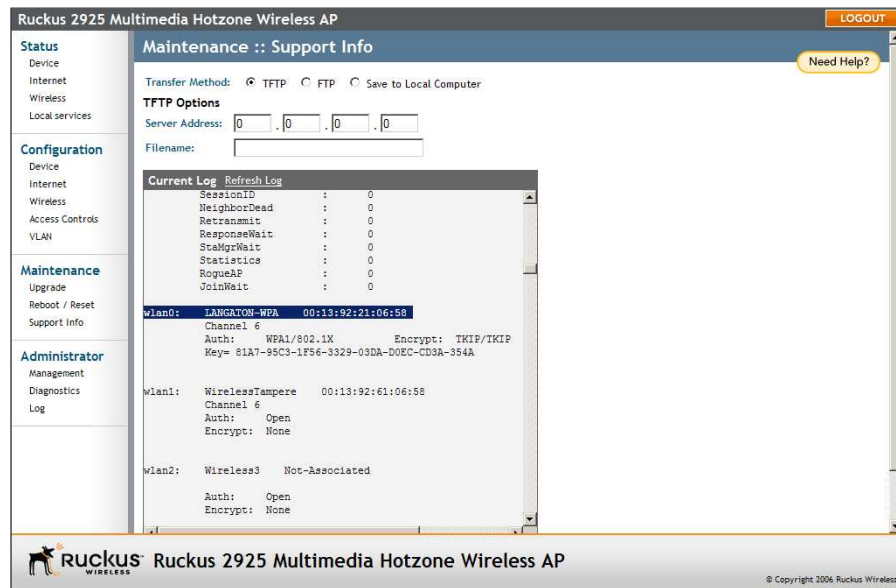 Ruckus 2925 Multimedia Hotzone Wireless AP
LOGOUT
Status
Device
Internet
Wireless
Local services
Configuration
Device
Internet
Wireless
Access Controls
VLAN
Maintenance
Upgrade
Reboot / Reset
Support Info
Administrator
Management
Diagnostics
Log
Maintenance :: Support Info
Need Help?
Transfer Method: TFTP FTP Save to Local Computer
TFTP Options
Server Address: 0 . 0 . 0 . 0
Filename:
Current Log Refresh Log
SessionID : 0
NeighborDead : 0
Retransmit : 0
ResponseWait : 0
StaMgrWait : 0
Statistics : 0
RogueAP : 0
JoinWait : 0
wlan0: LANGATON-WPA 00:13:92:21:06:58
Channel 6
Auth: WPA1/802.1X Encrypt: TKIP/TKIP
Key= 81A7-95C3-1F56-3329-03DA-D0EC-CD3A-354A
wlan1: WirelessTampere 00:13:92:61:06:58
Channel 6
Auth: Open
Encrypt: None
wlan2: Wireless3 Not-Associated
Auth: Open
Encrypt: None
Ruckus WIRELESS Ruckus 2925 Multimedia Hotzone Wireless AP
© Copyright 2006 Ruckus Wireless